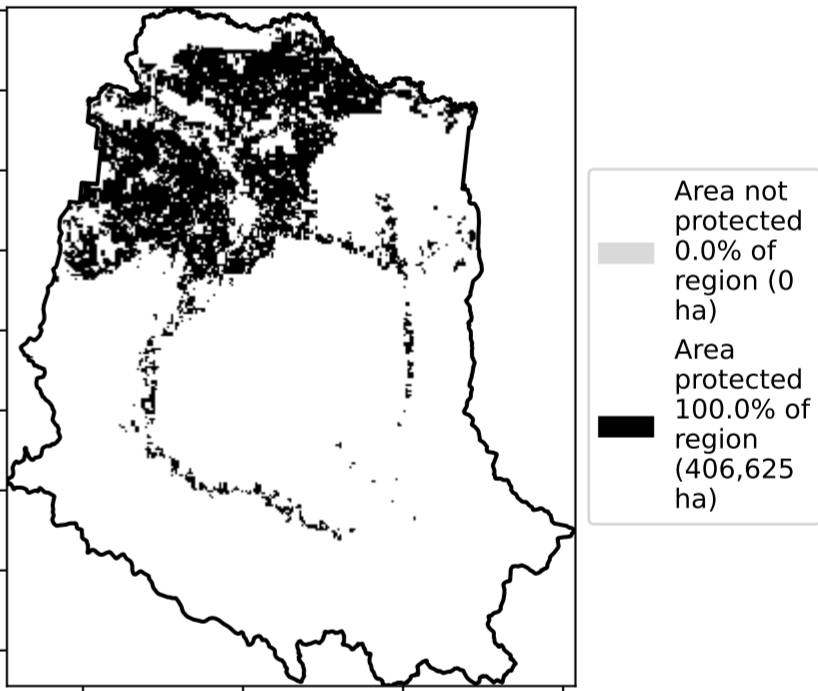 Area not
protected
0.0% of
region (0
ha)
Area
protected
100.0% of
region
(406,625
ha)